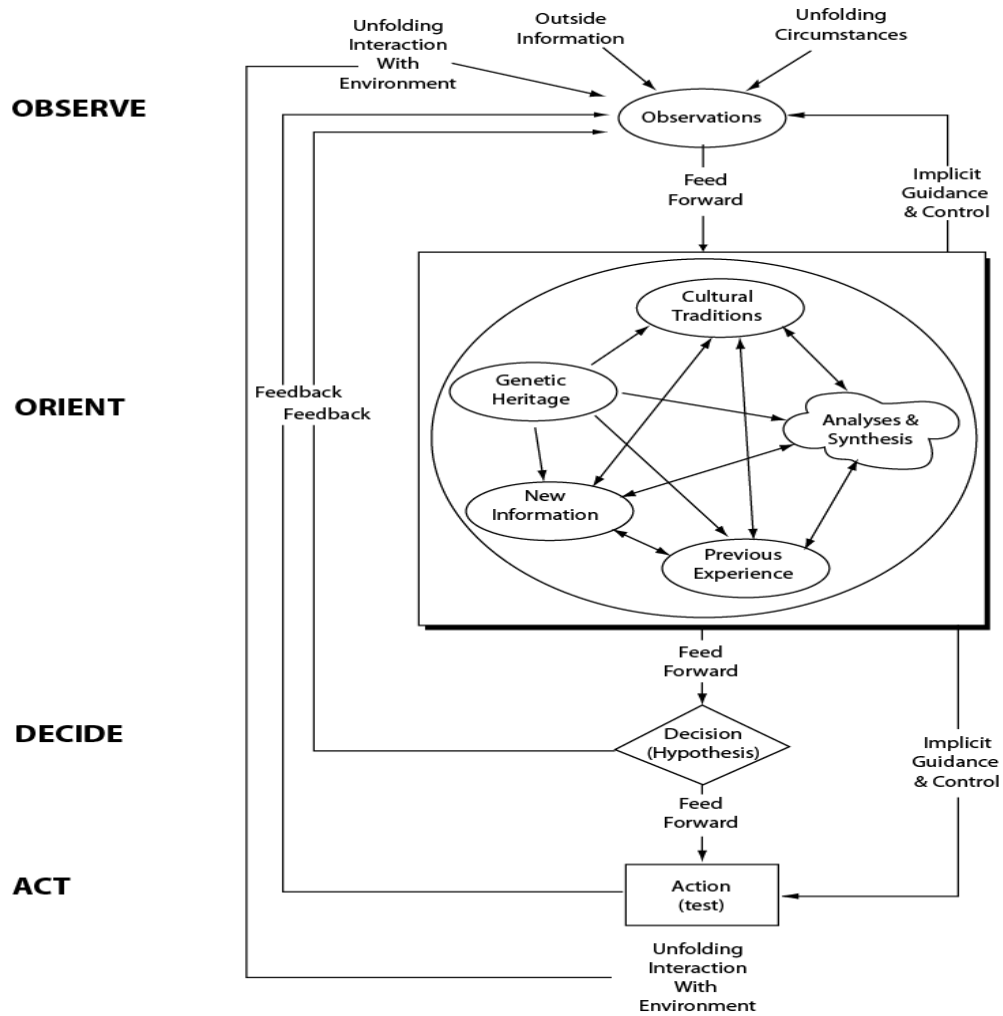 Unfolding
Interaction
With
Environment
Outside
Information
Unfolding
Circumstances
OBSERVE
Observations
Feed
Forward
Implicit
Guidance
& Control
Cultural
Traditions
Genetic
Heritage
Feedback
Feedback
ORIENT
Analyses &
Synthesis
New
Information
Previous
Experience
Feed
Forward
DECIDE
Decision
(Hypothesis)
Implicit
Guidance
& Control
Feed
Forward
ACT
Action
(test)
Unfolding
Interaction
With
Environment